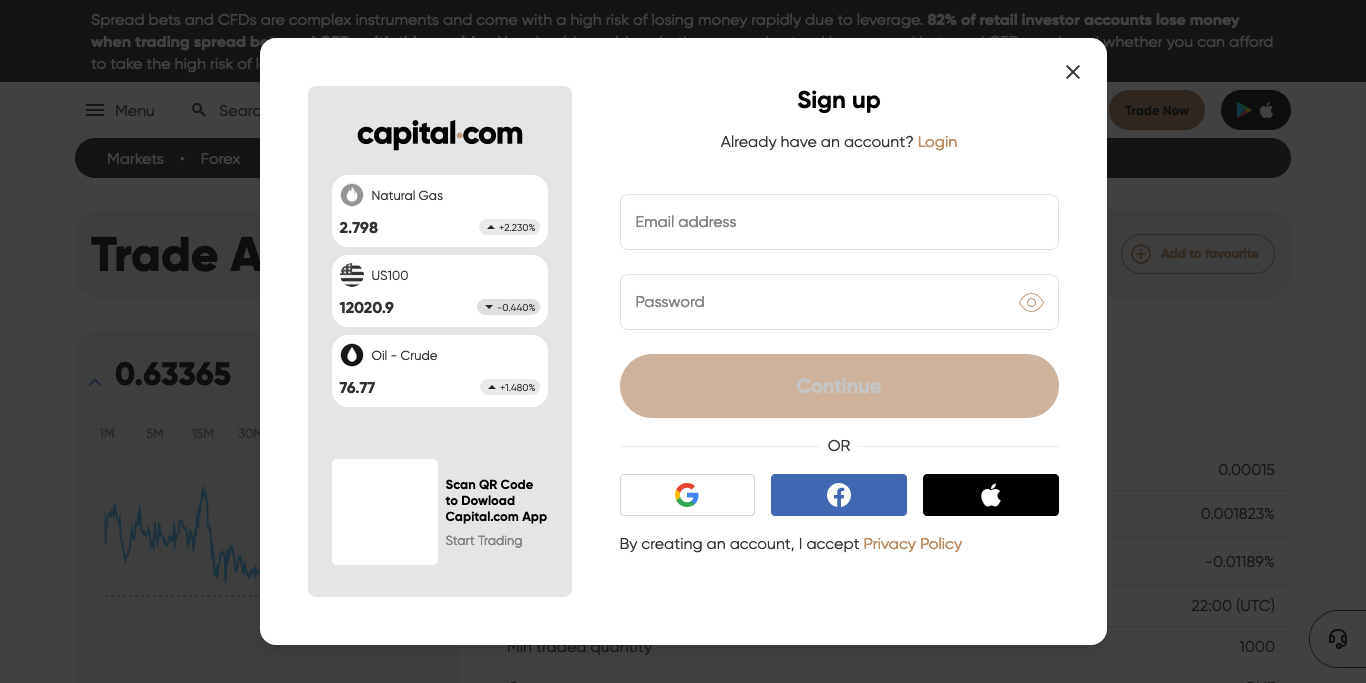 Spread bets and CFDs are complex instruments and come with a high risk of losing money rapidly due to leverage. 82% of retail investor accounts lose money
when trading spread whether you can afford
to take the high risk of
Menu
Trade Now
Markets • Forex
Trade
Add to favourite
0.63365
1M 5M 15M
0.00015
0.001823%
-0.01189%
22:00 (UTC)
Min traded quantity 1000
capital.com
Natural Gas
2.798 +2.230%
US100
12020.9 -0.440%
Oil - Crude
76.77 +1.480%
Scan QR Code
to Dowload
Capital.com App
Start Trading
Sign up
Already have an account? Login
Email address
Password
Continue
OR
By creating an account, I accept Privacy Policy